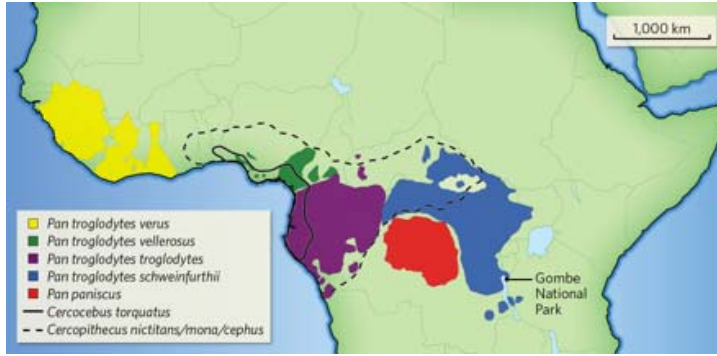 1,000 km
Pan troglodytes verus
Pan troglodytes vellerosus
Pan troglodytes troglodytes
Pan troglodytes schweinfurthii
Pan paniscus
Cercocebus torquatus
Cercopithecus nictitans/mona/cephus
Gombe
National
Park